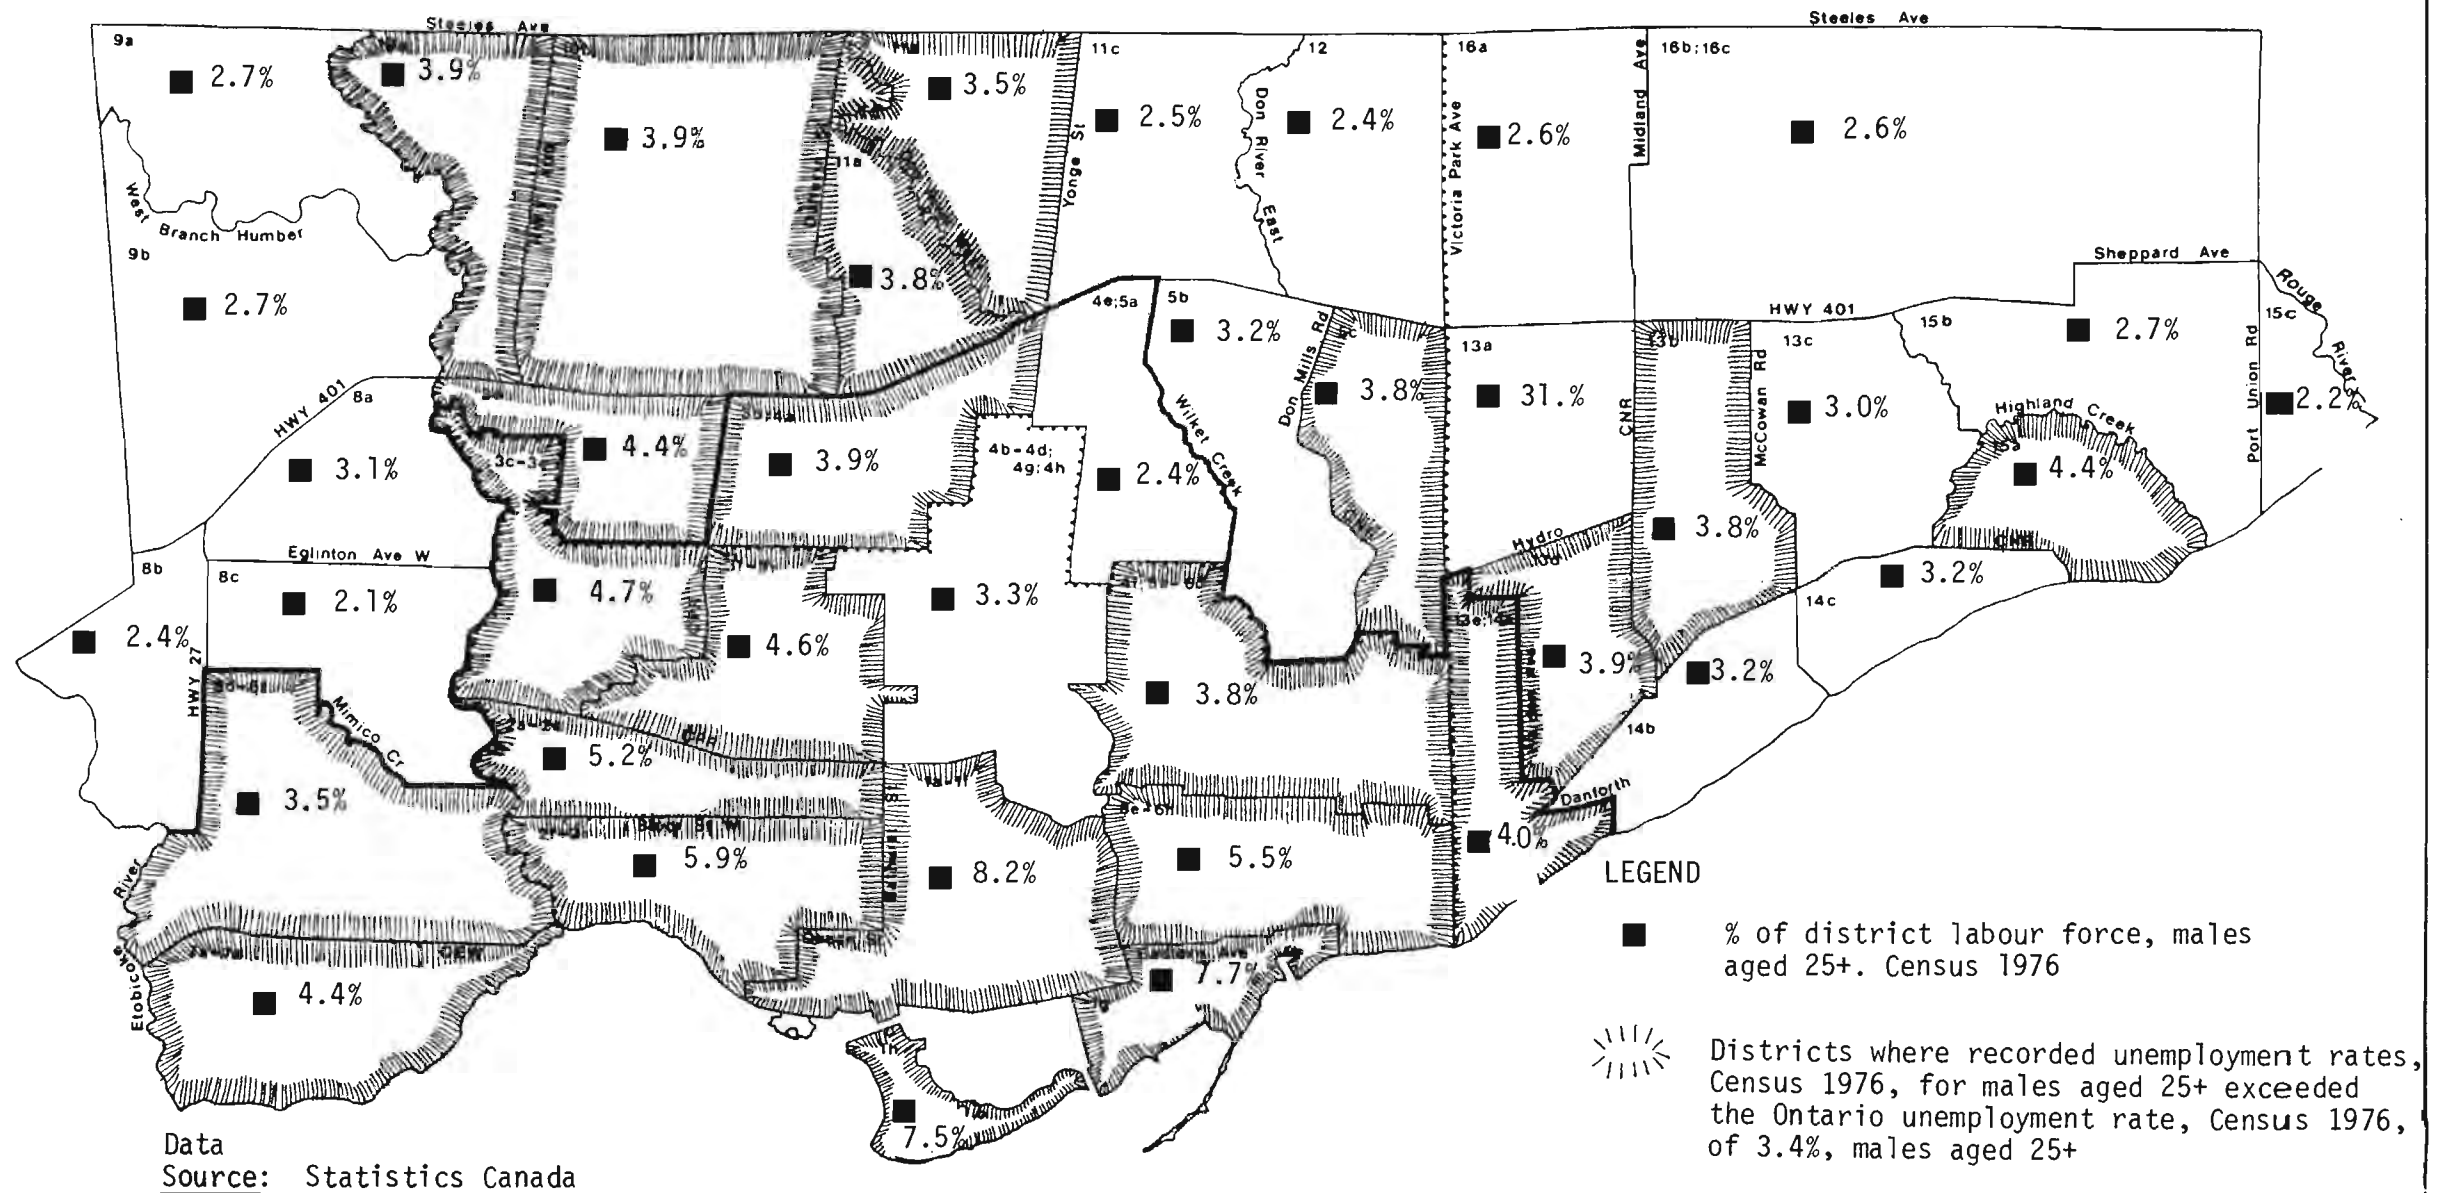 Steeles Ave
Steeles Ave
9a
3.9%
3.5%
11c
12
16a
Midland Ave
16b;16c
2.7%
3.9%
2.5%
2.4%
2.6%
2.6%
Yonge St
Don River East
Victoria Park Ave
11a
West Branch Humber
9b
Sheppard Ave
2.7%
3.8%
4e;5a
5b
3.2%
HWY 401
15b
2.7%
15c
Rouge River
13a
13b
13c
Don Mills Rd
3.8%
31.%
McCowan Rd
3.0%
Highland Creek
Port Union Rd
2.2%
HWY 401
8a
CNR
Wilket Creek
3.1%
4.4%
3.9%
4b-4d;
4g;4h
2.4%
4.4%
3.8%
Hydro
13d
CNR
Eglinton Ave W
8b
8c
2.1%
4.7%
3.3%
3.2%
14c
2.4%
4.6%
3.8%
3.9%
3.2%
HWY 27
Mimico Cr
14b
CPR
5.2%
3.5%
Danforth
Bloor St W
5.9%
8.2%
5.5%
4.0%
Etobicoke River
QEW
4.4%
7.7%
7.5%
LEGEND
% of district labour force, males
aged 25+. Census 1976
Districts where recorded unemployment rates,
Census 1976, for males aged 25+ exceeded
the Ontario unemployment rate, Census 1976,
of 3.4%, males aged 25+
Data
Source: Statistics Canada